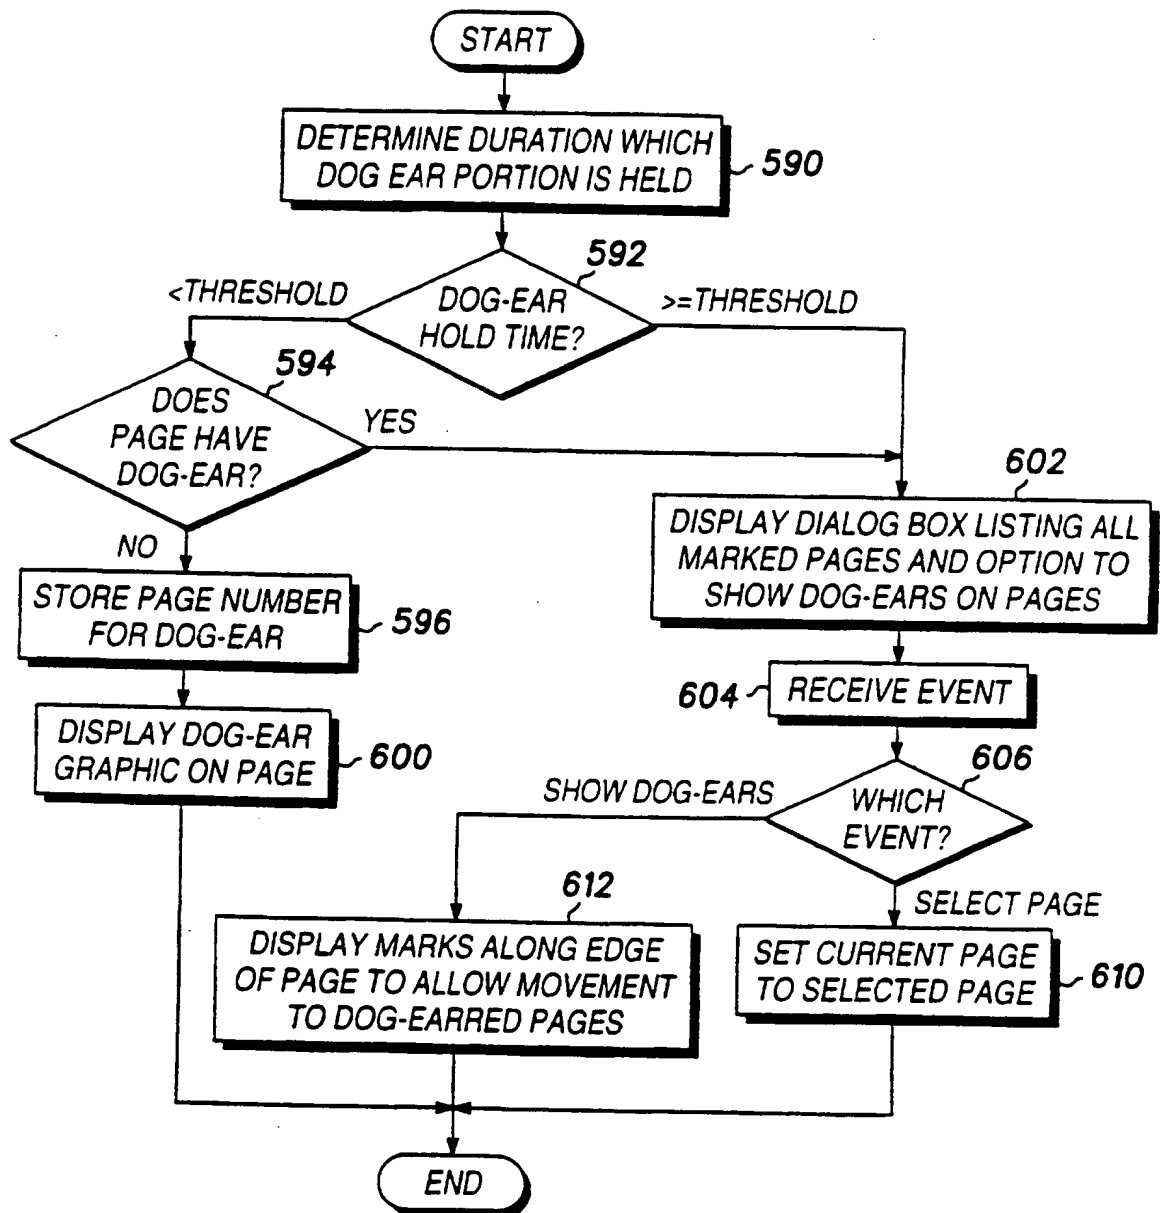 START
DETERMINE DURATION WHICH
DOG EAR PORTION IS HELD
590
592
<THRESHOLD
DOG-EAR
HOLD TIME?
>=THRESHOLD
594
DOES
PAGE HAVE
DOG-EAR?
YES
NO
602
DISPLAY DIALOG BOX LISTING ALL
MARKED PAGES AND OPTION TO
SHOW DOG-EARS ON PAGES
STORE PAGE NUMBER
FOR DOG-EAR
596
604
RECEIVE EVENT
DISPLAY DOG-EAR
GRAPHIC ON PAGE
600
606
SHOW DOG-EARS
WHICH
EVENT?
SELECT PAGE
612
DISPLAY MARKS ALONG EDGE
OF PAGE TO ALLOW MOVEMENT
TO DOG-EARRED PAGES
SET CURRENT PAGE
TO SELECTED PAGE
610
END